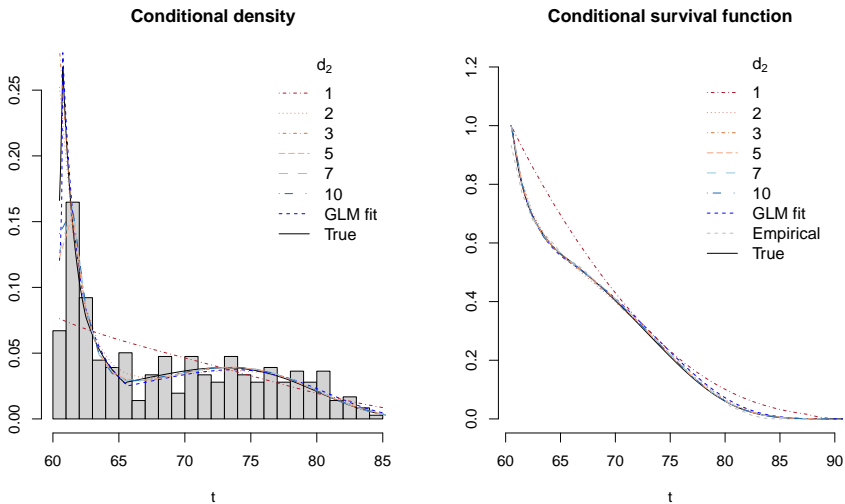 Conditional density
d2
1
2
3
5
7
10
GLM fit
True
0.25
0.20
0.15
0.10
0.05
0.00
60 65 70 75 80 85
t
Conditional survival function
d2
1
2
3
5
7
10
GLM fit
Empirical
True
1.2
1.0
0.8
0.6
0.4
0.2
0.0
60 65 70 75 80 85 90
t